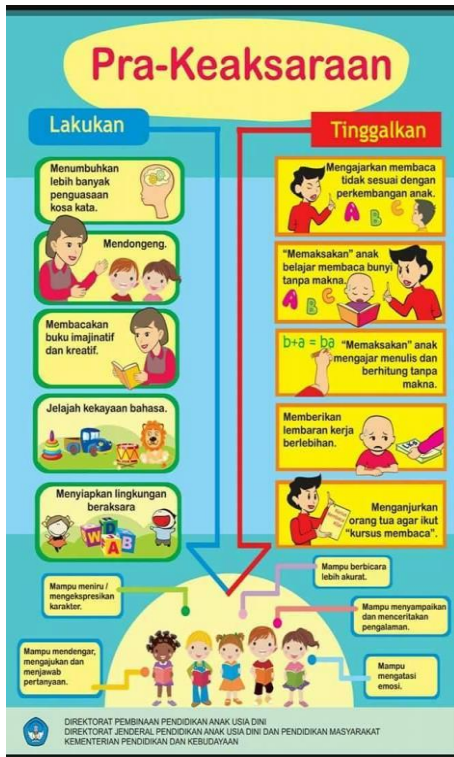 Pra-Keaksaraan
Lakukan
Menumbuhkan
lebih banyak
penguasaan
kosa kata.
Mendongeng.
Membacakan
buku imajinatif
dan kreatif.
Jelajah kekayaan bahasa.
Menyiapkan lingkungan
beraksara
W D
A B
Tinggalkan
Mengajarkan membaca
tidak sesuai dengan
perkembangan anak.
A B C
"Memaksakan" anak
belajar membaca bunyi
tanpa makna.
A B C
b+a = ba
"Memaksakan" anak
mengajar menulis dan
berhitung tanpa
makna.
Memberikan
lembaran kerja
berlebihan.
Menganjurkan
orang tua agar ikut
"kursus membaca".
Mampu meniru /
mengekspresikan
karakter.
Mampu mendengar,
mengajukan dan
menjawab
pertanyaan.
Mampu berbicara
lebih akurat.
Mampu menyampaikan
dan menceritakan
pengalaman.
Mampu
mengatasi
emosi.
DIREKTORAT PEMBINAAN PENDIDIKAN ANAK USIA DINI
DIREKTORAT JENDERAL PENDIDIKAN ANAK USIA DINI DAN PENDIDIKAN MASYARAKAT
KEMENTERIAN PENDIDIKAN DAN KEBUDAYAAN